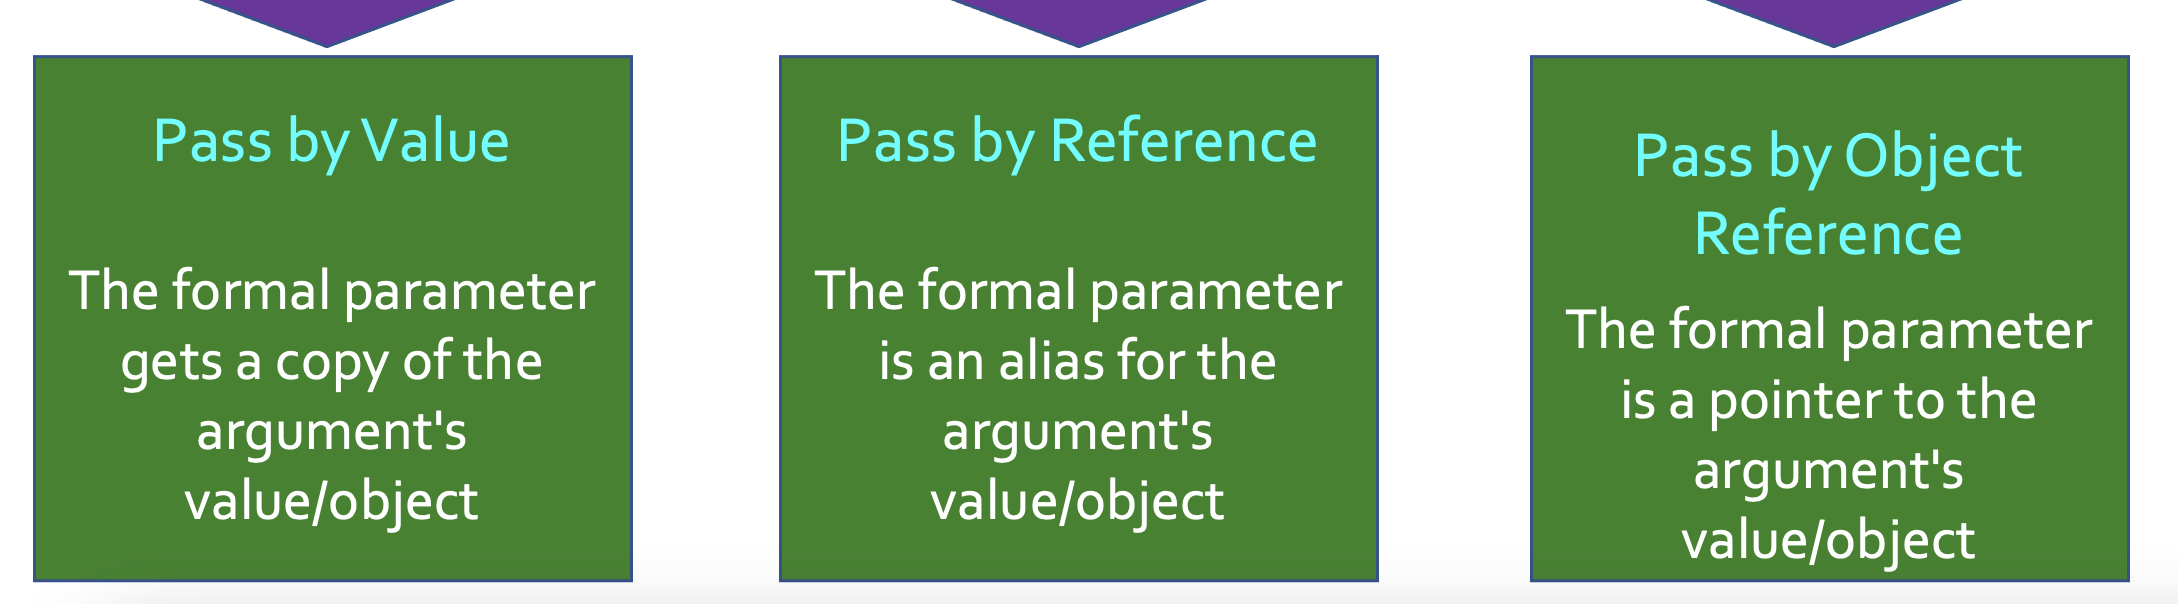 Pass by Value
The formal parameter
gets a copy of the
argument's
value/object
Pass by Reference
The formal parameter
is an alias for the
argument's
value/object
Pass by Object
Reference
The formal parameter
is a pointer to the
argument's
value/object